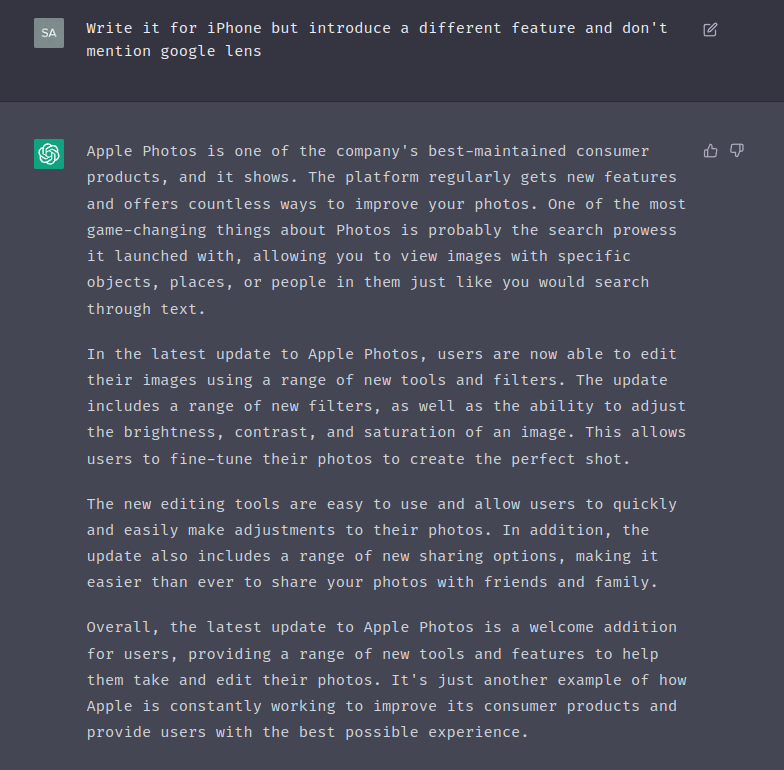 SA
Write it for iPhone but introduce a different feature and don't
mention google lens
Apple Photos is one of the company's best-maintained consumer
products, and it shows. The platform regularly gets new features
and offers countless ways to improve your photos. One of the most
game-changing things about Photos is probably the search prowess
it launched with, allowing you to view images with specific
objects, places, or people in them just like you would search
through text.
In the latest update to Apple Photos, users are now able to edit
their images using a range of new tools and filters. The update
includes a range of new filters, as well as the ability to adjust
the brightness, contrast, and saturation of an image. This allows
users to fine-tune their photos to create the perfect shot.
The new editing tools are easy to use and allow users to quickly
and easily make adjustments to their photos. In addition, the
update also includes a range of new sharing options, making it
easier than ever to share your photos with friends and family.
Overall, the latest update to Apple Photos is a welcome addition
for users, providing a range of new tools and features to help
them take and edit their photos. It's just another example of how
Apple is constantly working to improve its consumer products and
provide users with the best possible experience.